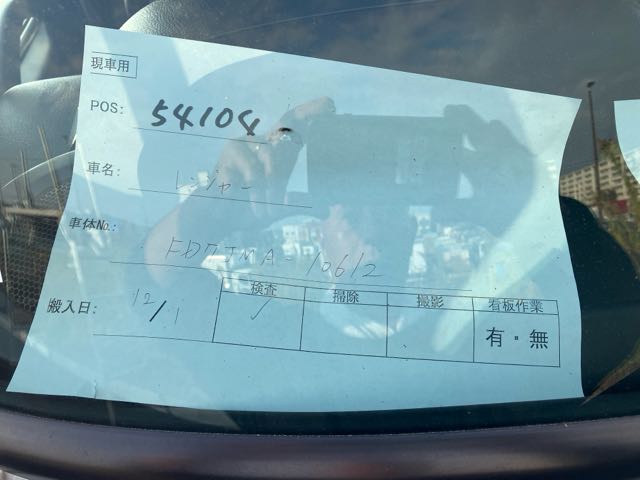 現車用
POS: 54104
車名: レンジャー
車体No.: FD7JMA-10612
搬入日: 12/1
検査 掃除 撮影 看板作業
✓ 有・無